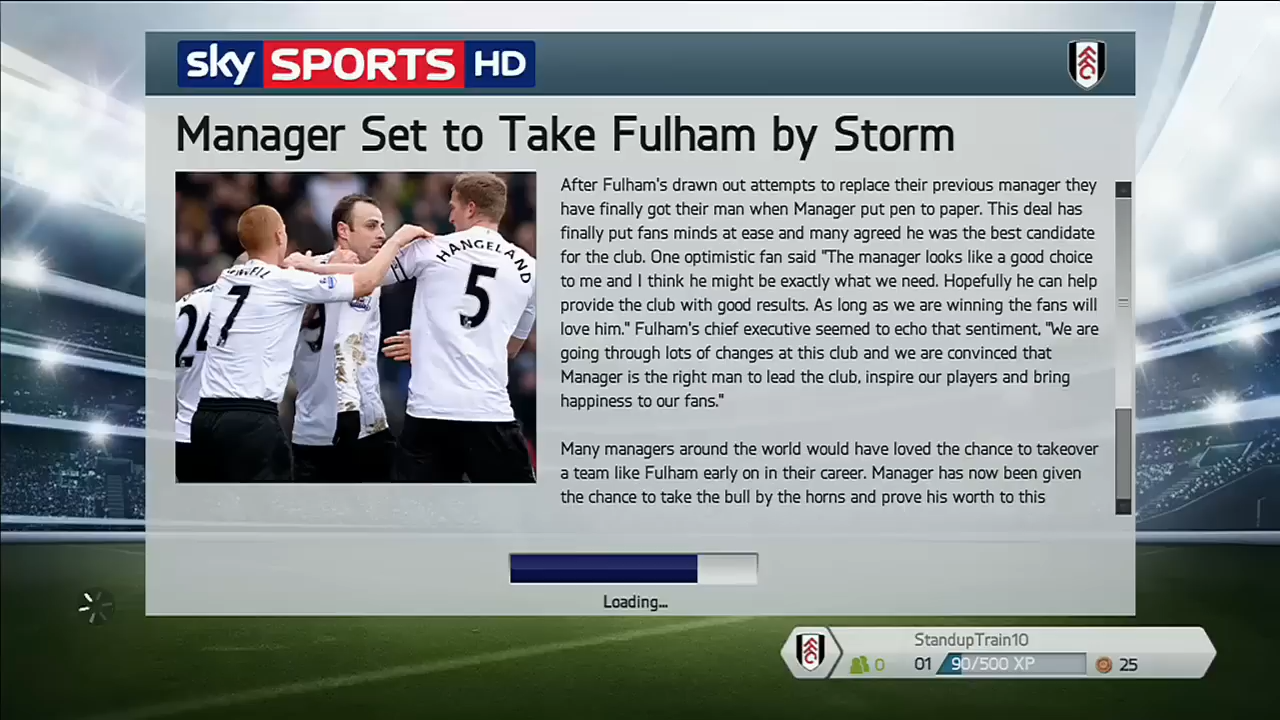 sky SPORTS HD
Manager Set to Take Fulham by Storm
After Fulham's drawn out attempts to replace their previous manager they
have finally got their man when Manager put pen to paper. This deal has
finally put fans minds at ease and many agreed he was the best candidate
for the club. One optimistic fan said "The manager looks like a good choice
to me and I think he might be exactly what we need. Hopefully he can help
provide the club with good results. As long as we are winning the fans will
love him." Fulham's chief executive seemed to echo that sentiment, "We are
going through lots of changes at this club and we are convinced that
Manager is the right man to lead the club, inspire our players and bring
happiness to our fans."
Many managers around the world would have loved the chance to takeover
a team like Fulham early on in their career. Manager has now been given
the chance to take the bull by the horns and prove his worth to this
HANGELAND
5
7
24
9
Loading...
StandupTrain10
0 01 90/500 XP 25